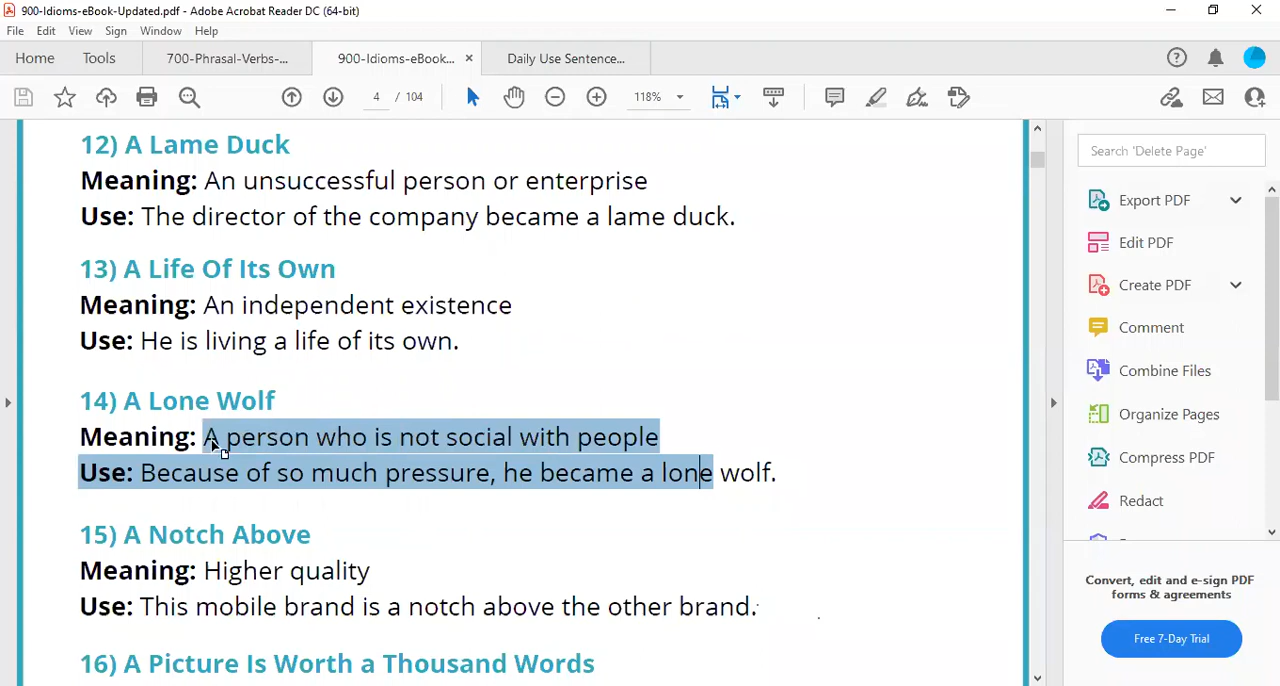 900-Idioms-eBook-Updated.pdf - Adobe Acrobat Reader DC (64-bit)
File Edit View Sign Window Help
Home Tools 700-Phrasal-Verbs-... 900-Idioms-eBook... × Daily Use Sentence...
4 / 104 118%
12) A Lame Duck
Meaning: An unsuccessful person or enterprise
Use: The director of the company became a lame duck.
13) A Life Of Its Own
Meaning: An independent existence
Use: He is living a life of its own.
14) A Lone Wolf
Meaning: A person who is not social with people
Use: Because of so much pressure, he became a lone wolf.
15) A Notch Above
Meaning: Higher quality
Use: This mobile brand is a notch above the other brand.
16) A Picture Is Worth a Thousand Words
Search 'Delete Page'
Export PDF
Edit PDF
Create PDF
Comment
Combine Files
Organize Pages
Compress PDF
Redact
Convert, edit and e-sign PDF
forms & agreements
Free 7-Day Trial